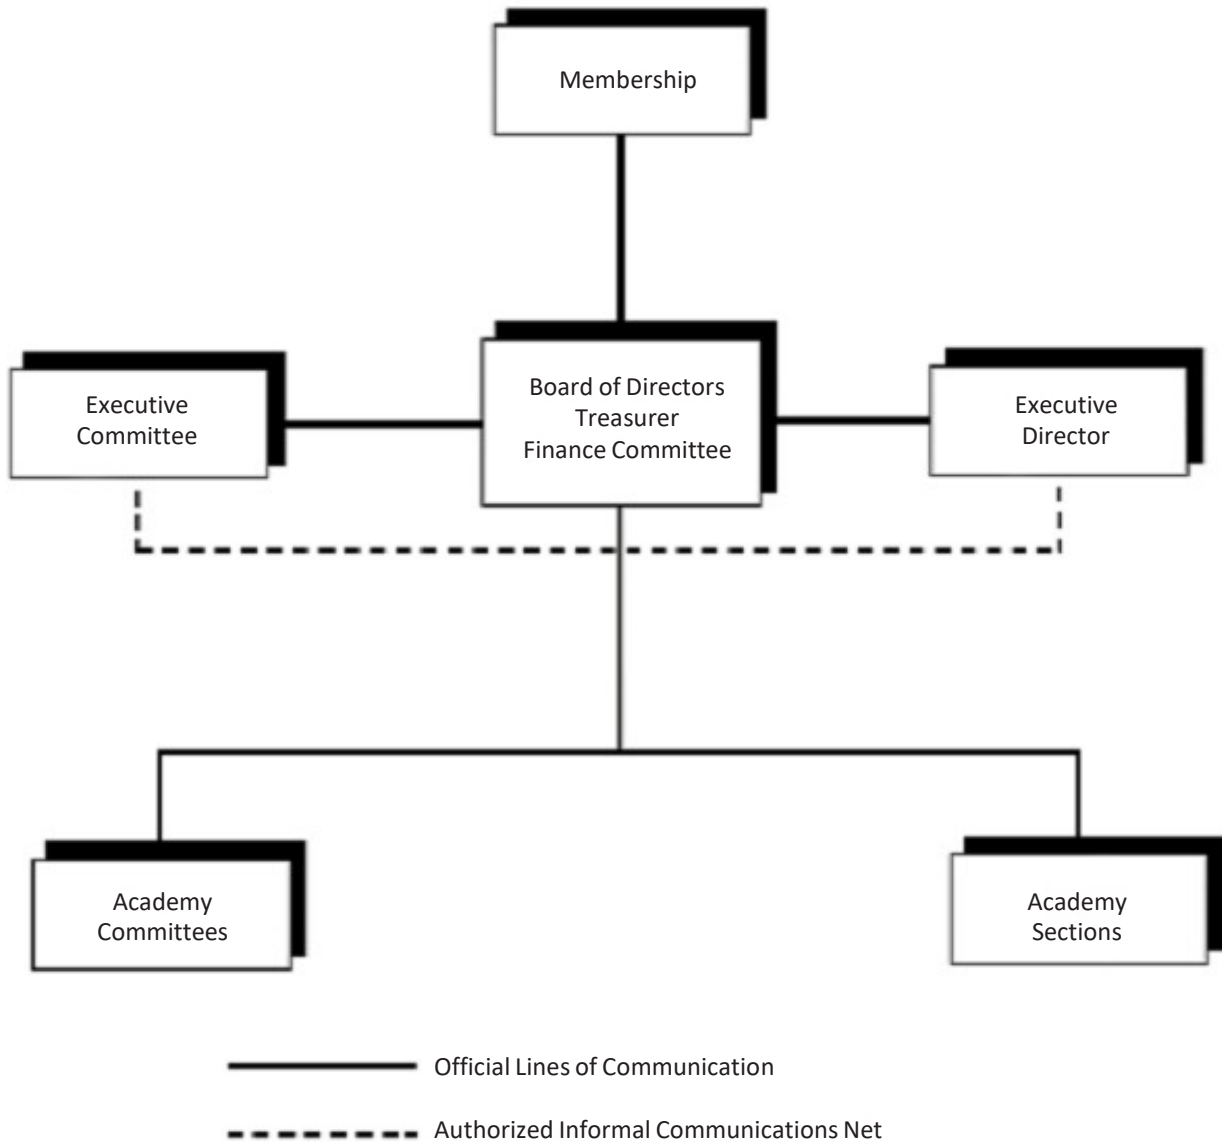 Membership
Executive
Committee
Board of Directors
Treasurer
Finance Committee
Executive
Director
Academy
Committees
Academy
Sections
Official Lines of Communication
Authorized Informal Communications Net